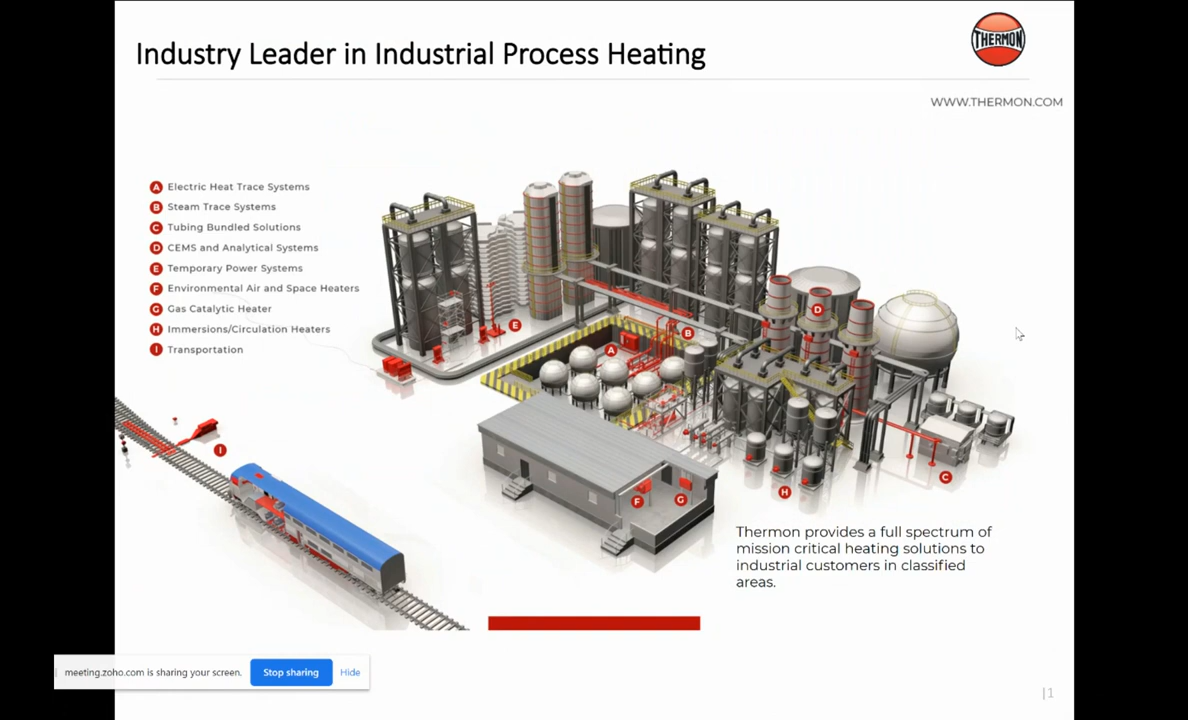 Industry Leader in Industrial Process Heating
THERMON
WWW.THERMON.COM
A Electric Heat Trace Systems
B Steam Trace Systems
C Tubing Bundled Solutions
D CEMS and Analytical Systems
E Temporary Power Systems
F Environmental Air and Space Heaters
G Gas Catalytic Heater
H Immersions/Circulation Heaters
I Transportation
D
E
B
A
I
C
F
G
H
Thermon provides a full spectrum of
mission critical heating solutions to
industrial customers in classified
areas.
meeting.zoho.com is sharing your screen.
Stop sharing
Hide
|1